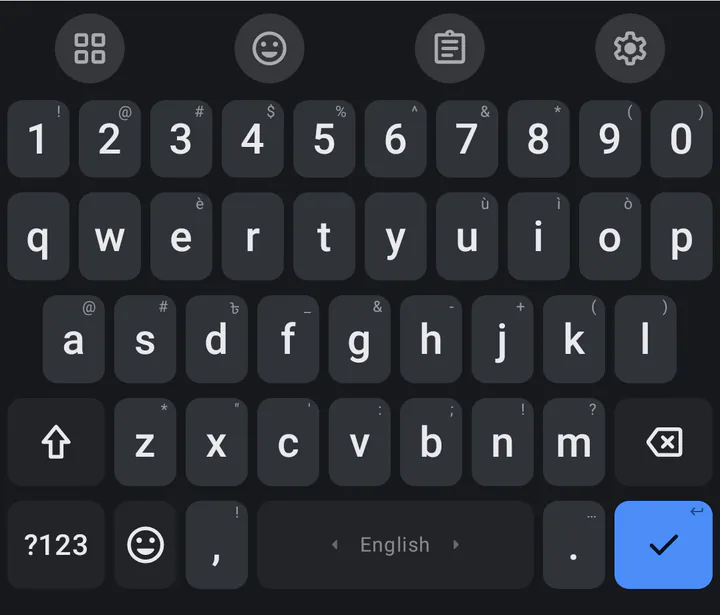 ! @ # $ % ^ & * ( )
1 2 3 4 5 6 7 8 9 0
è ù ì ò
q w e r t y u i o p
@ # _ & - + ( )
a s d f g h j k l
* " ' : ; ! ?
z x c v b n m
! …
?123 , English .